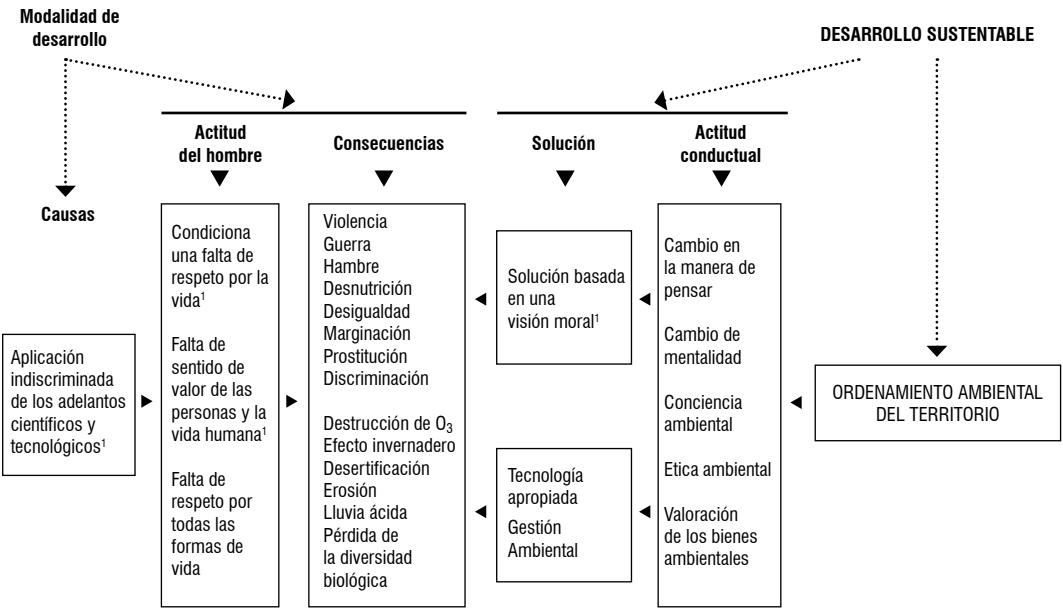 Modalidad de
desarrollo
DESARROLLO SUSTENTABLE
Actitud
del hombre
Consecuencias
Solución
Actitud
conductual
Causas
Aplicación
indiscriminada
de los adelantos
científicos y
tecnológicos¹
Condiciona
una falta de
respeto por la
vida¹
Falta de
sentido de
valor de las
personas y la
vida humana¹
Falta de
respeto por
todas las
formas de
vida
Violencia
Guerra
Hambre
Desnutrición
Desigualdad
Marginación
Prostitución
Discriminación
Destrucción de O₃
Efecto invernadero
Desertificación
Erosión
Lluvia ácida
Pérdida de
la diversidad
biológica
Solución basada
en una
visión moral¹
Tecnología
apropiada
Gestión
Ambiental
Cambio en
la manera de
pensar
Cambio de
mentalidad
Conciencia
ambiental
Etica ambiental
Valoración
de los bienes
ambientales
ORDENAMIENTO AMBIENTAL
DEL TERRITORIO